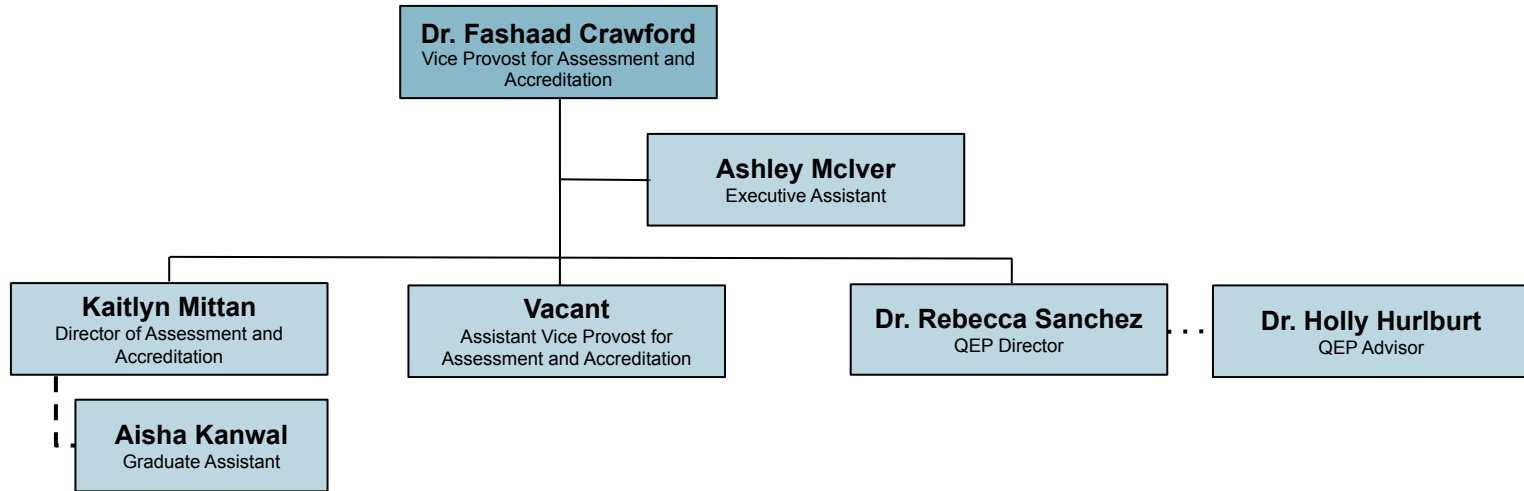 Dr. Fashaad Crawford
Vice Provost for Assessment and
Accreditation
Ashley McIver
Executive Assistant
Kaitlyn Mittan
Director of Assessment and
Accreditation
Vacant
Assistant Vice Provost for
Assessment and Accreditation
Dr. Rebecca Sanchez
QEP Director
Dr. Holly Hurlburt
QEP Advisor
Aisha Kanwal
Graduate Assistant